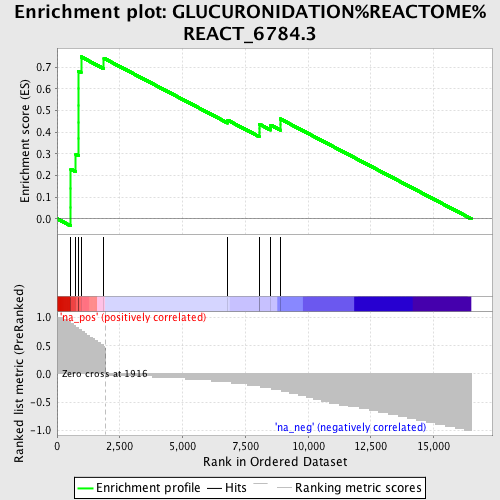 Enrichment plot: GLUCURONIDATION%REACTOME%
REACT_6784.3
Enrichment score (ES)
0.7
0.6
0.5
0.4
0.3
0.2
0.1
0.0
Ranked list metric (PreRanked)
1.0
0.5
0.0
-0.5
-1.0
'na_pos' (positively correlated)
Zero cross at 1916
'na_neg' (negatively correlated)
0
2,500
5,000
7,500
10,000
12,500
15,000
Rank in Ordered Dataset
Enrichment profile
Hits
Ranking metric scores